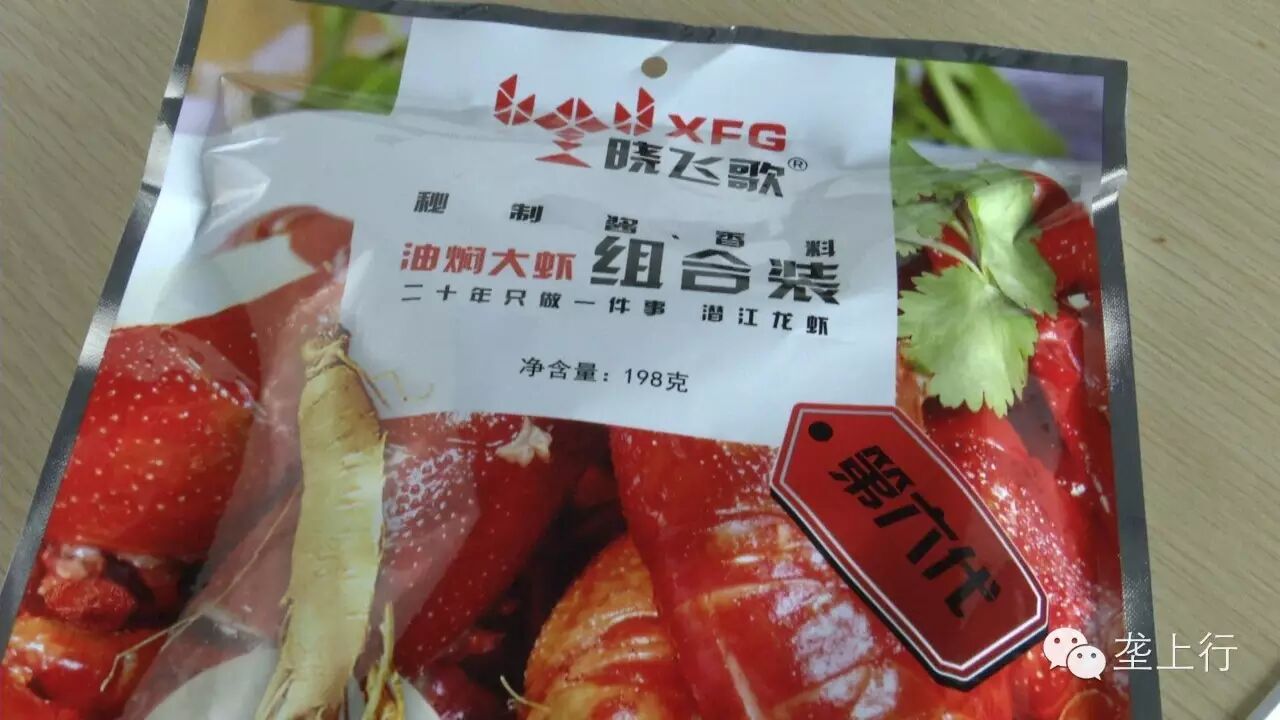 XFG
晓飞歌®
秘制酱、香料
油焖大虾 组合装
二十年只做一件事 潜江龙虾
净含量：198克
第六代
垄上行